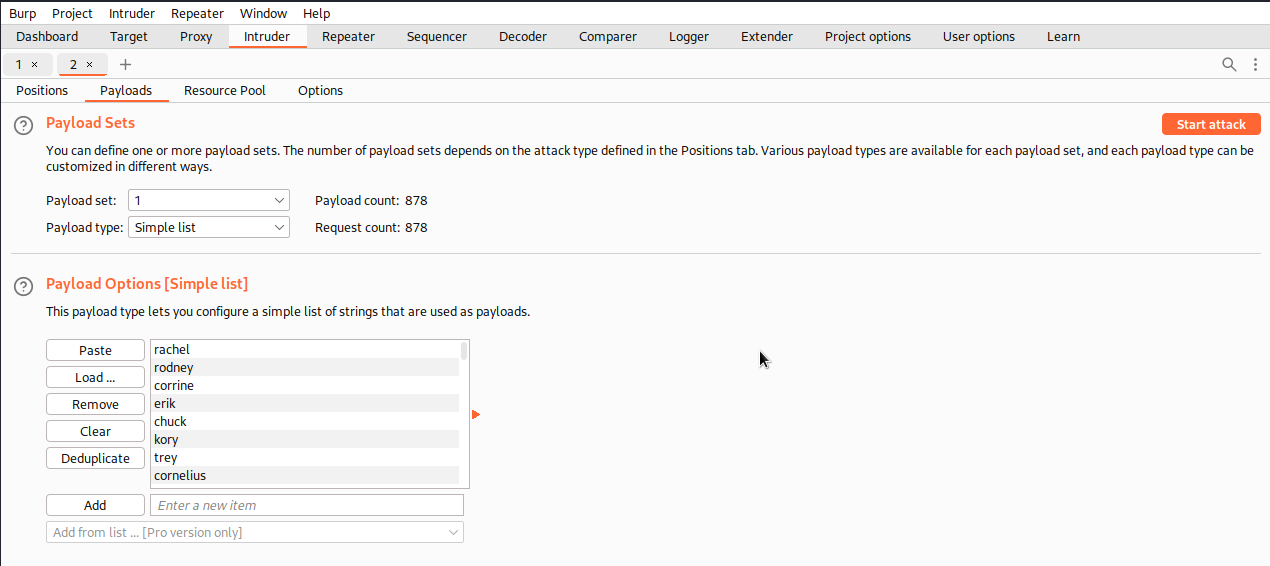 Burp Project Intruder Repeater Window Help
Dashboard Target Proxy Intruder Repeater Sequencer Decoder Comparer Logger Extender Project options User options Learn
1 × 2 × +
Positions Payloads Resource Pool Options
? Payload Sets Start attack
You can define one or more payload sets. The number of payload sets depends on the attack type defined in the Positions tab. Various payload types are available for each payload set, and each payload type can be
customized in different ways.
Payload set: 1 Payload count: 878
Payload type: Simple list Request count: 878
? Payload Options [Simple list]
This payload type lets you configure a simple list of strings that are used as payloads.
Paste rachel
rodney
Load ... corrine
Remove erik
chuck
Clear kory
Deduplicate trey
cornelius
Add Enter a new item
Add from list ... [Pro version only]